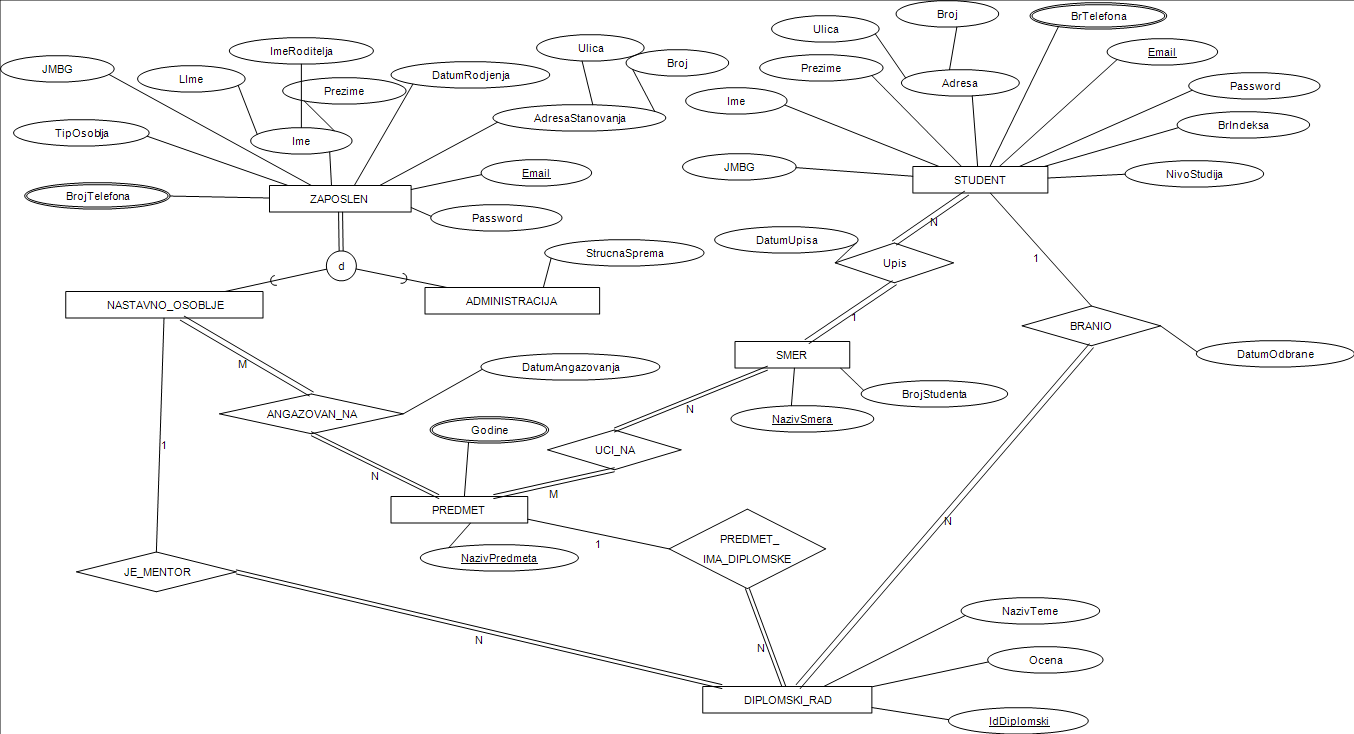 Broj
BrTelefona
Ulica
ImeRoditelja
Ulica
Email
Broj
JMBG
LIme
DatumRodjenja
Prezime
Adresa
Password
Prezime
Ime
AdresaStanovanja
BrIndeksa
TipOsoblja
Ime
JMBG
NivoStudija
Email
STUDENT
BrojTelefona
ZAPOSLEN
Password
N
DatumUpisa
StrucnaSprema
Upis
1
d
NASTAVNO_OSOBLJE
ADMINISTRACIJA
1
BRANIO
SMER
DatumOdbrane
M
DatumAngazovanja
BrojStudenta
N
ANGAZOVAN_NA
NazivSmera
Godine
1
UCI_NA
N
M
PREDMET
N
PREDMET_
IMA_DIPLOMSKE
1
NazivPredmeta
JE_MENTOR
NazivTeme
N
N
Ocena
DIPLOMSKI_RAD
IdDiplomski